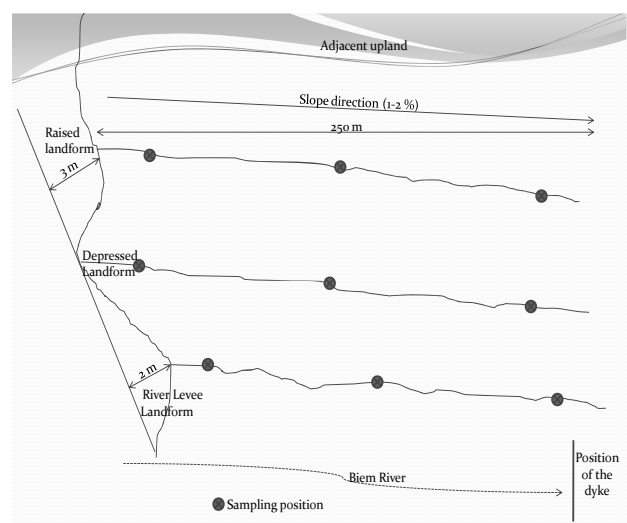 Adjacent upland
Slope direction (1-2 %)
250 m
Raised
landform
3 m
Depressed
Landform
2 m
River Levee
Landform
Biem River
Position
of the
dyke
Sampling position